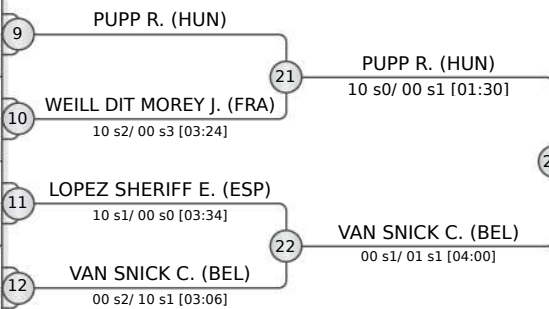 9
PUPP R. (HUN)
21
PUPP R. (HUN)
10 s0/ 00 s1 [01:30]
10
WEILL DIT MOREY J. (FRA)
10 s2/ 00 s3 [03:24]
11
LOPEZ SHERIFF E. (ESP)
10 s1/ 00 s0 [03:34]
22
VAN SNICK C. (BEL)
00 s1/ 01 s1 [04:00]
12
VAN SNICK C. (BEL)
00 s2/ 10 s1 [03:06]